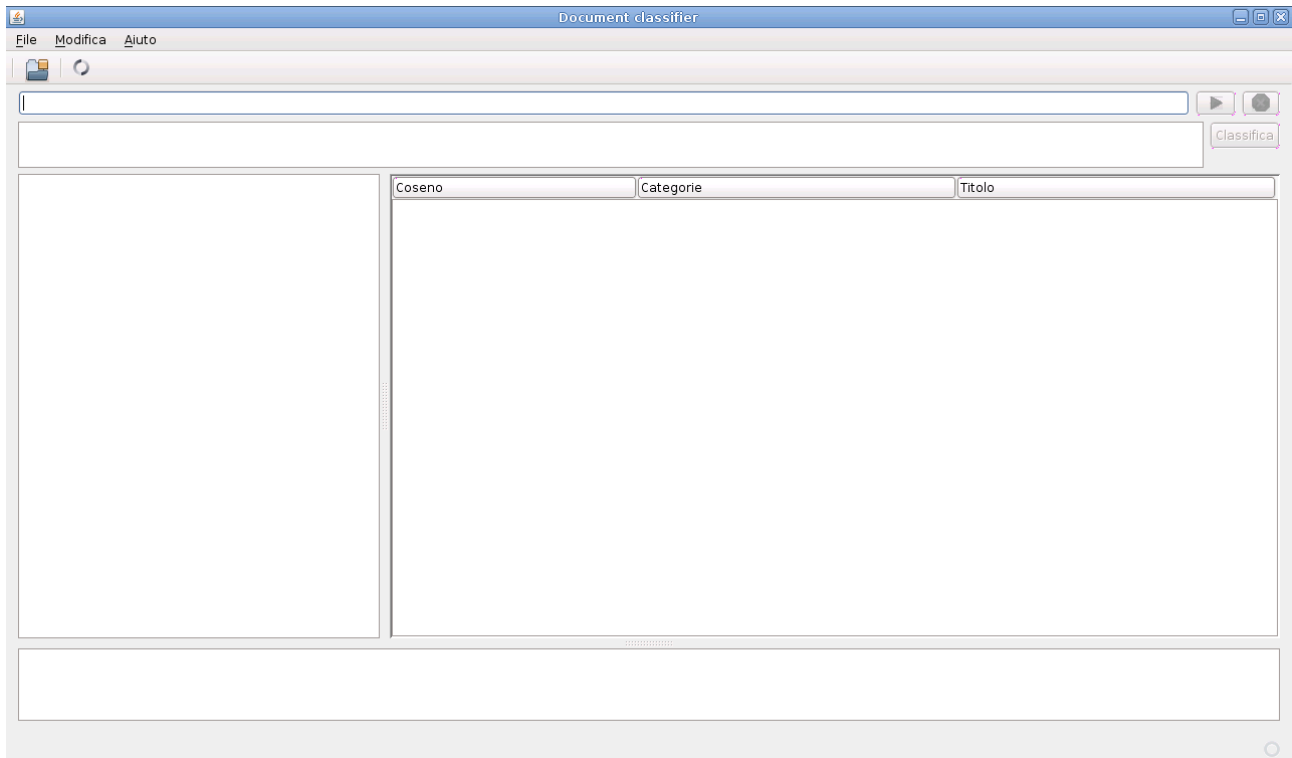 Document classifier
File Modifica Aiuto
Classifica
Coseno Categorie Titolo